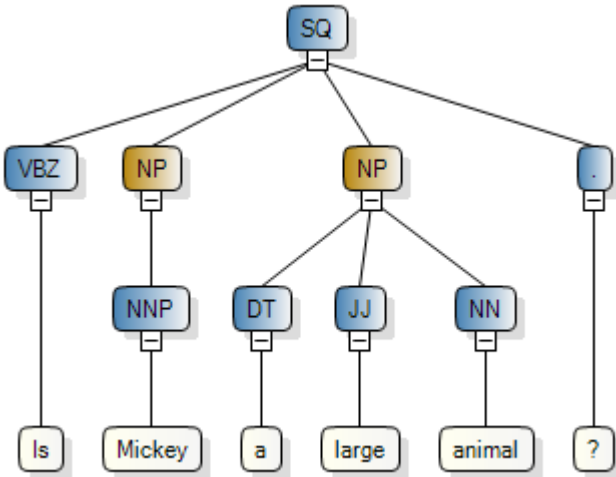 SQ
VBZ NP NP .
NNP DT JJ NN
Is Mickey a large animal ?